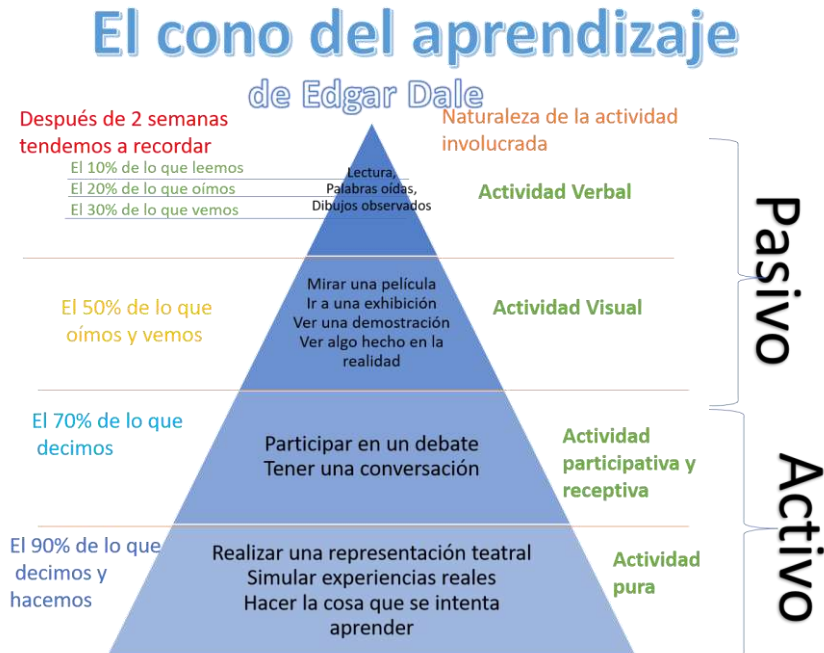 El cono del aprendizaje
de Edgar Dale
Después de 2 semanas
tendemos a recordar
Naturaleza de la actividad
involucrada
El 10% de lo que leemos
El 20% de lo que oímos
El 30% de lo que vemos
Lectura,
Palabras oídas,
Dibujos observados
Actividad Verbal
Pasivo
El 50% de lo que
oímos y vemos
Mirar una película
Ir a una exhibición
Ver una demostración
Ver algo hecho en la
realidad
Actividad Visual
El 70% de lo que
decimos
Participar en un debate
Tener una conversación
Actividad
participativa y
receptiva
Activo
El 90% de lo que
decimos y
hacemos
Realizar una representación teatral
Simular experiencias reales
Hacer la cosa que se intenta
aprender
Actividad
pura